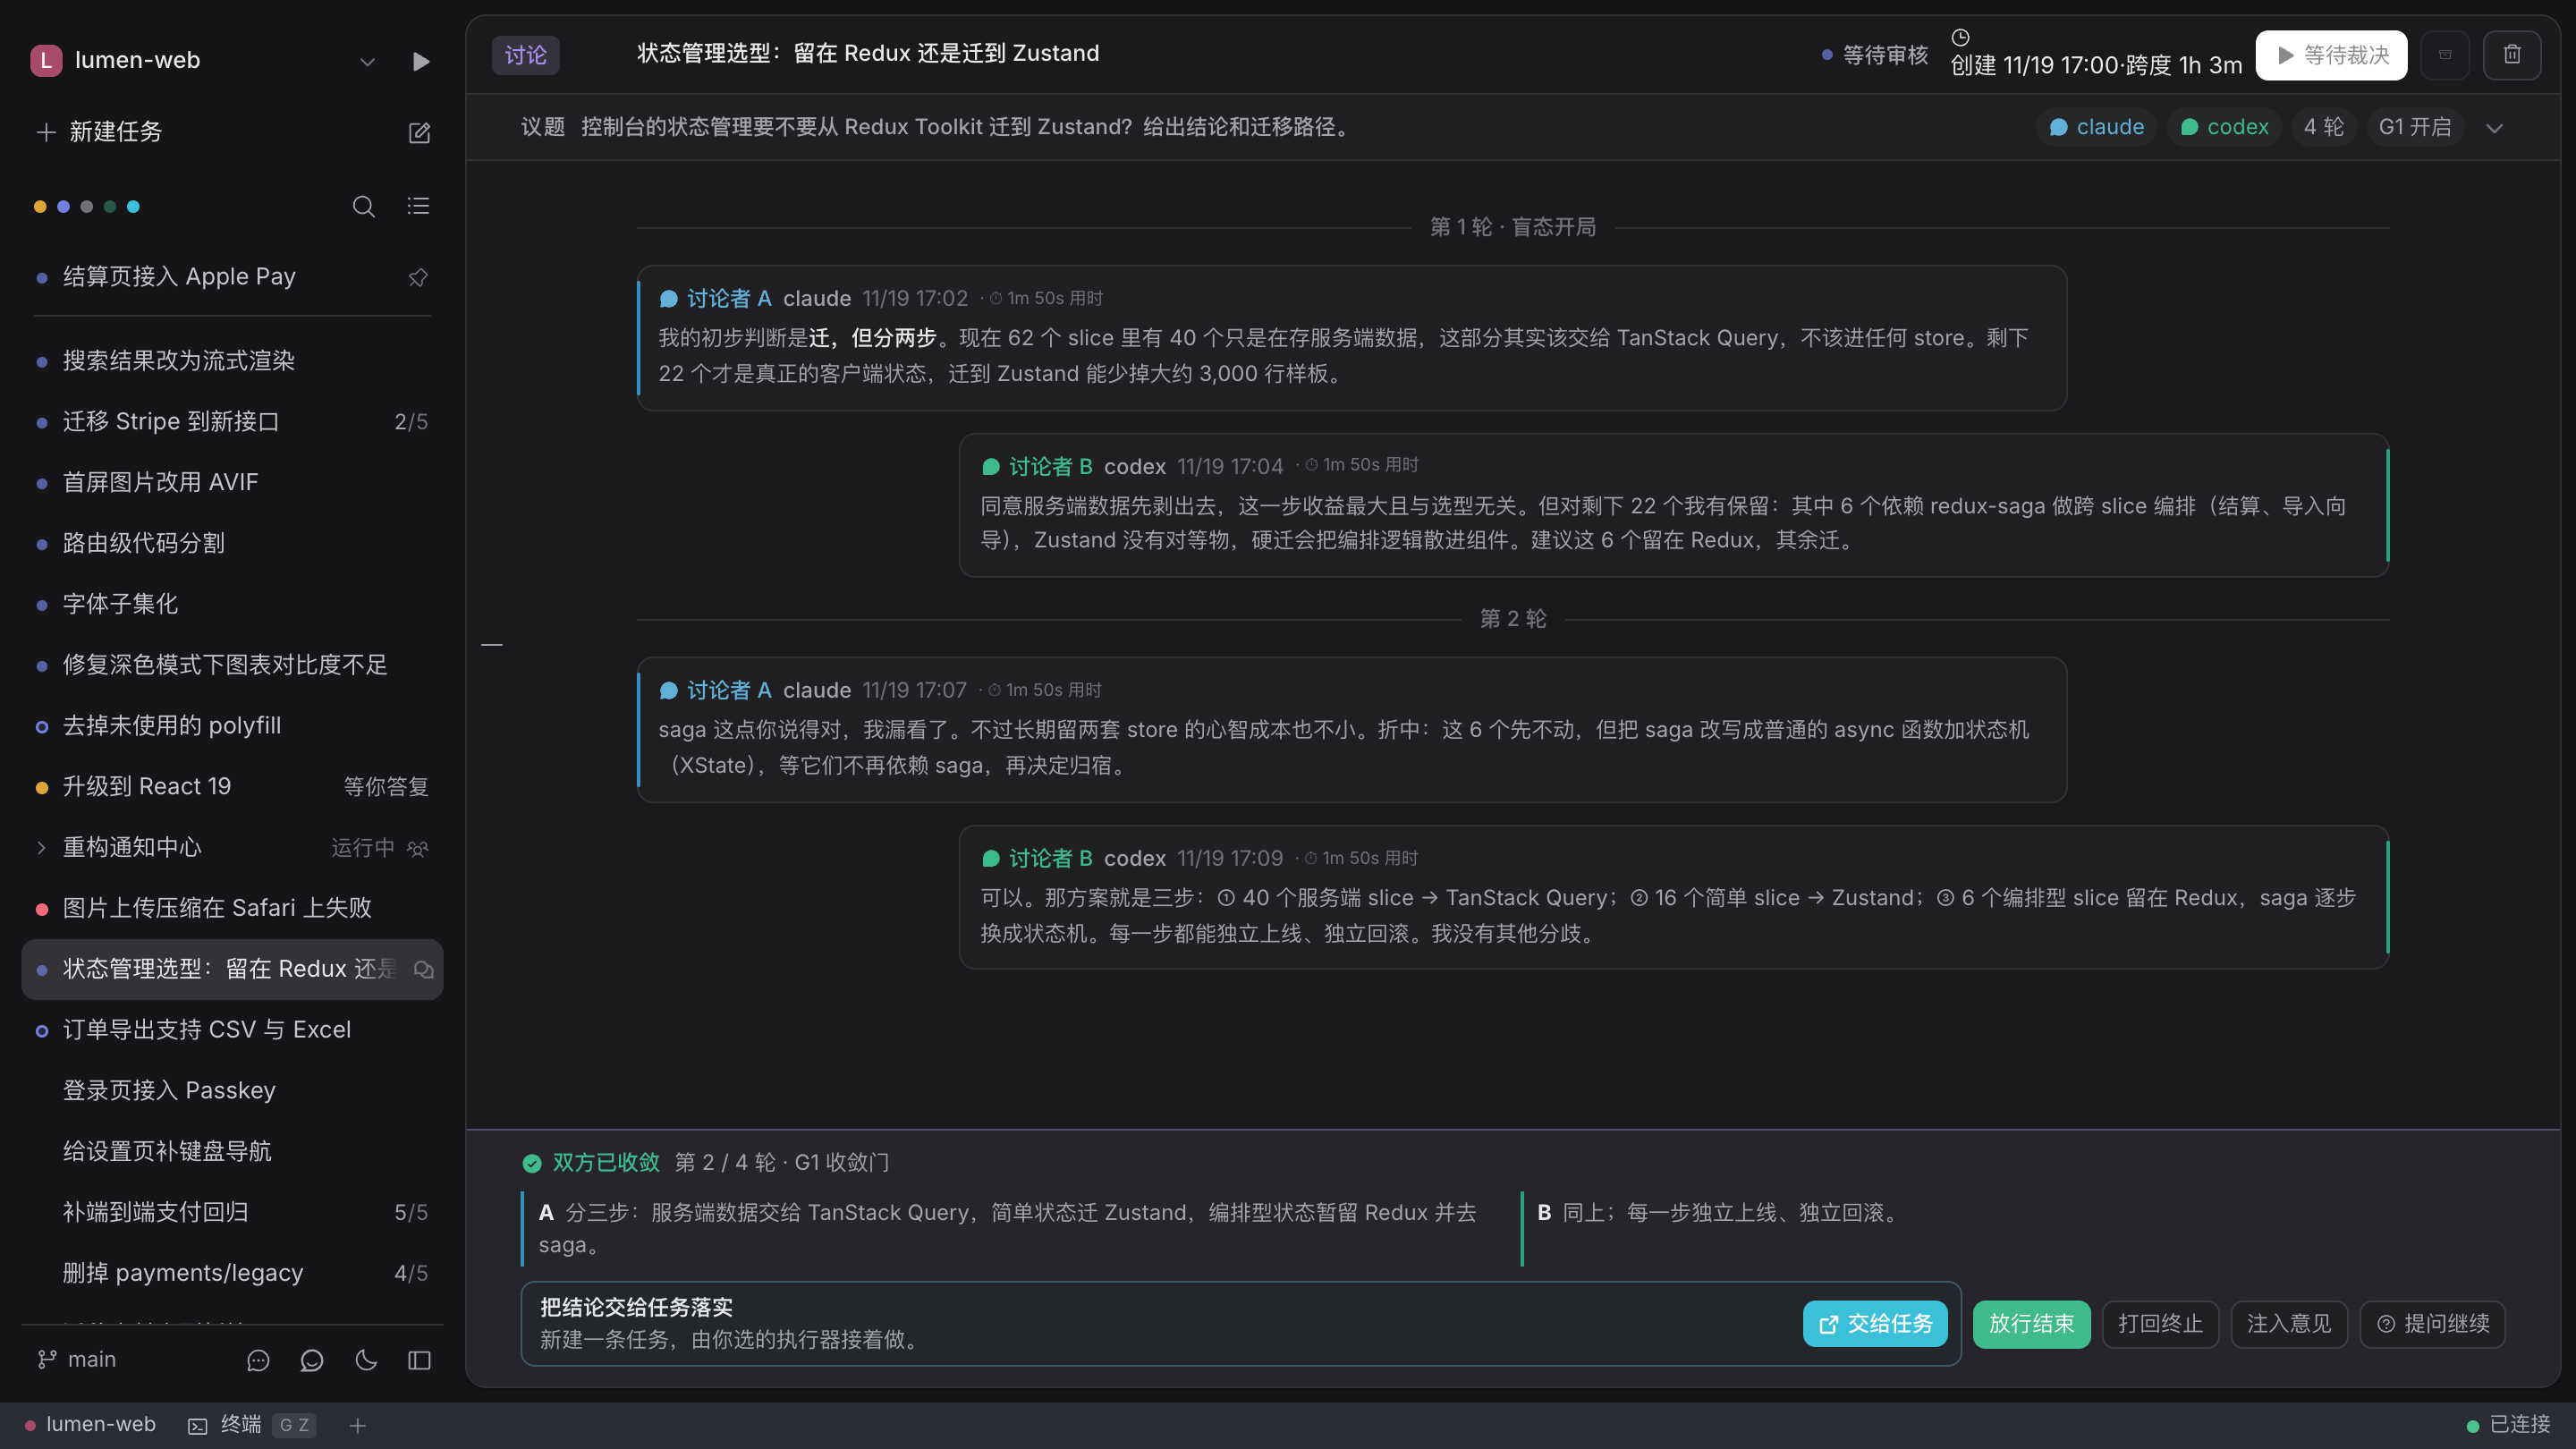 L lumen-web
新建任务
结算页接入 Apple Pay
搜索结果改为流式渲染
迁移 Stripe 到新接口 2/5
首屏图片改用 AVIF
路由级代码分割
字体子集化
修复深色模式下图表对比度不足
去掉未使用的 polyfill
升级到 React 19 等你答复
重构通知中心 运行中
图片上传压缩在 Safari 上失败
状态管理选型：留在 Redux 还是
订单导出支持 CSV 与 Excel
登录页接入 Passkey
给设置页补键盘导航
补端到端支付回归 5/5
删掉 payments/legacy 4/5
main
讨论 状态管理选型：留在 Redux 还是迁到 Zustand
等待审核
创建 11/19 17:00·跨度 1h 3m
等待裁决
议题 控制台的状态管理要不要从 Redux Toolkit 迁到 Zustand？给出结论和迁移路径。
claude codex 4 轮 G1 开启
第 1 轮 · 盲态开局
讨论者 A claude 11/19 17:02 · 1m 50s 用时
我的初步判断是迁，但分两步。现在 62 个 slice 里有 40 个只是在存服务端数据，这部分其实该交给 TanStack Query，不该进任何 store。剩下
22 个才是真正的客户端状态，迁到 Zustand 能少掉大约 3,000 行样板。
讨论者 B codex 11/19 17:04 · 1m 50s 用时
同意服务端数据先剥出去，这一步收益最大且与选型无关。但对剩下 22 个我有保留：其中 6 个依赖 redux-saga 做跨 slice 编排（结算、导入向
导），Zustand 没有对等物，硬迁会把编排逻辑散进组件。建议这 6 个留在 Redux，其余迁。
第 2 轮
讨论者 A claude 11/19 17:07 · 1m 50s 用时
saga 这点你说得对，我漏看了。不过长期留两套 store 的心智成本也不小。折中：这 6 个先不动，但把 saga 改写成普通的 async 函数加状态机
（XState），等它们不再依赖 saga，再决定归宿。
讨论者 B codex 11/19 17:09 · 1m 50s 用时
可以。那方案就是三步：① 40 个服务端 slice → TanStack Query；② 16 个简单 slice → Zustand；③ 6 个编排型 slice 留在 Redux，saga 逐步
换成状态机。每一步都能独立上线、独立回滚。我没有其他分歧。
双方已收敛 第 2 / 4 轮 · G1 收敛门
A 分三步：服务端数据交给 TanStack Query，简单状态迁 Zustand，编排型状态暂留 Redux 并去
saga。
B 同上；每一步独立上线、独立回滚。
把结论交给任务落实
新建一条任务，由你选的执行器接着做。
交给任务 放行结束 打回终止 注入意见 提问继续
lumen-web 终端 G Z
已连接